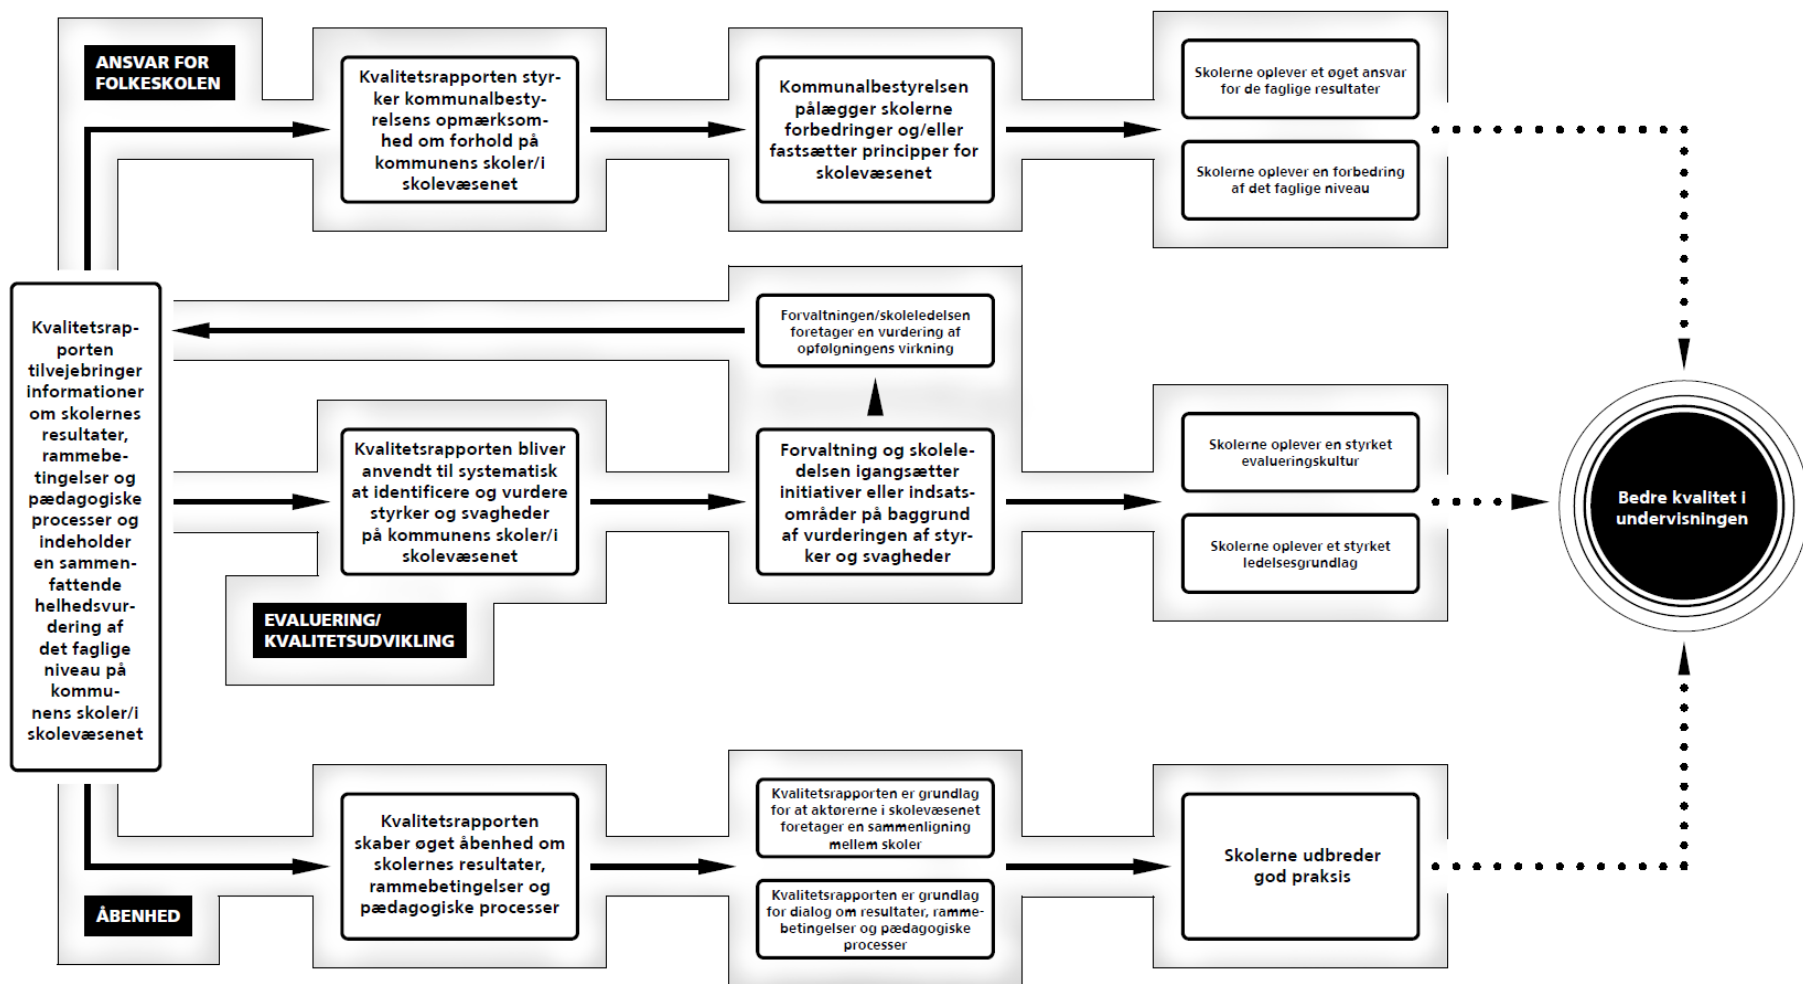 ANSVAR FOR
FOLKESKOLEN
Kvalitetsrapporten styr-
ker kommunalbesty-
relsens opmærksom-
hed om forhold på
kommunens skoler/i
skolevæsenet
Kommunalbestyrelsen
pålægger skolerne
forbedringer og/eller
fastsætter principper for
skolevæsenet
Skolerne oplever et øget ansvar
for de faglige resultater
Skolerne oplever en forbedring
af det faglige niveau
Kvalitetsrap-
porten
tilvejebringer
informationer
om skolernes
resultater,
rammebe-
tingelser og
pædagogiske
processer og
indeholder
en sammen-
fattende
helhedsvur-
dering af
det faglige
niveau på
kommu-
nens skoler/i
skolevæsenet
Forvaltningen/skoleledelsen
foretager en vurdering af
opfølgningens virkning
Kvalitetsrapporten bliver
anvendt til systematisk
at identificere og vurdere
styrker og svagheder
på kommunens skoler/i
skolevæsenet
Forvaltning og skolele-
delsen igangsætter
initiativer eller indsats-
områder på baggrund
af vurderingen af styr-
ker og svagheder
Skolerne oplever en styrket
evalueringskultur
Skolerne oplever et styrket
ledelsesgrundlag
Bedre kvalitet i
undervisningen
EVALUERING/
KVALITETSUDVIKLING
Kvalitetsrapporten
skaber øget åbenhed om
skolernes resultater,
rammebetingelser og
pædagogiske processer
Kvalitetsrapporten er grundlag
for at aktørerne i skolevæsenet
foretager en sammenligning
mellem skoler
Kvalitetsrapporten er grundlag
for dialog om resultater, ramme-
betingelser og pædagogiske
processer
Skolerne udbreder
god praksis
ÅBENHED